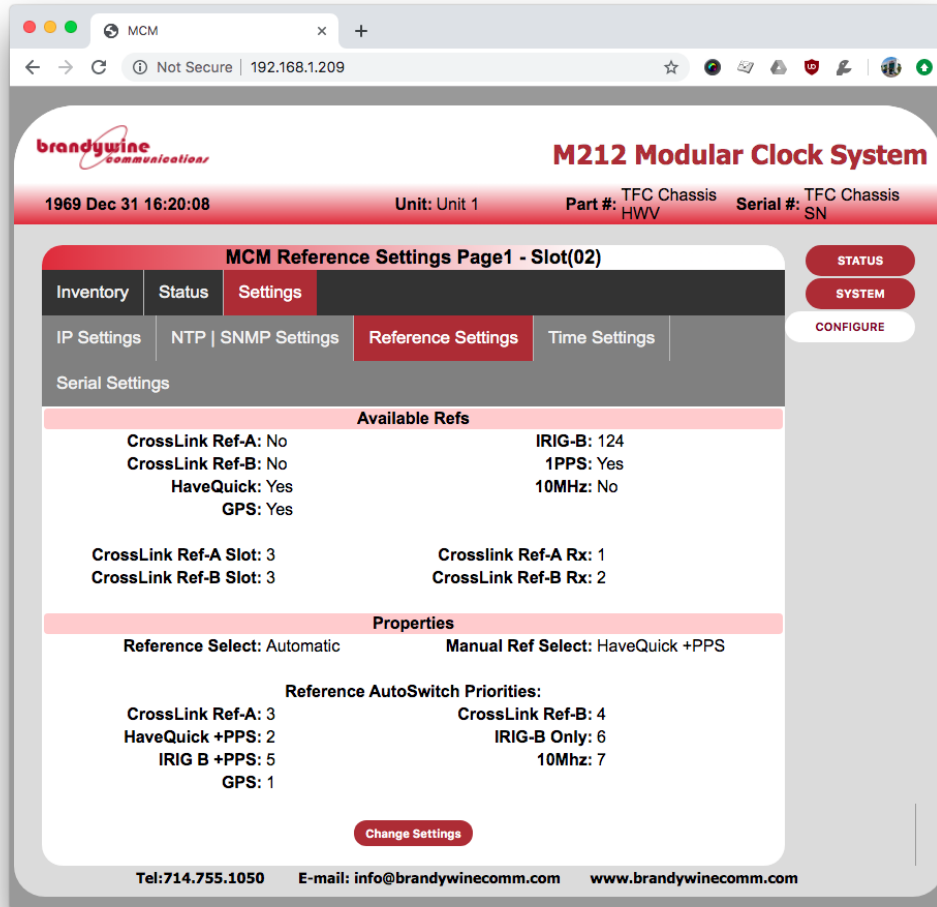 MCM
Not Secure | 192.168.1.209
brandywine
communications
M212 Modular Clock System
1969 Dec 31 16:20:08 Unit: Unit 1 Part #: TFC Chassis HWV Serial #: TFC Chassis SN
MCM Reference Settings Page1 - Slot(02)
STATUS
SYSTEM
CONFIGURE
Inventory Status Settings
IP Settings NTP | SNMP Settings Reference Settings Time Settings
Serial Settings
Available Refs
CrossLink Ref-A: No IRIG-B: 124
CrossLink Ref-B: No 1PPS: Yes
HaveQuick: Yes 10MHz: No
GPS: Yes
CrossLink Ref-A Slot: 3 Crosslink Ref-A Rx: 1
CrossLink Ref-B Slot: 3 CrossLink Ref-B Rx: 2
Properties
Reference Select: Automatic Manual Ref Select: HaveQuick +PPS
Reference AutoSwitch Priorities:
CrossLink Ref-A: 3 CrossLink Ref-B: 4
HaveQuick +PPS: 2 IRIG-B Only: 6
IRIG B +PPS: 5 10Mhz: 7
GPS: 1
Change Settings
Tel:714.755.1050 E-mail: info@brandywinecomm.com www.brandywinecomm.com